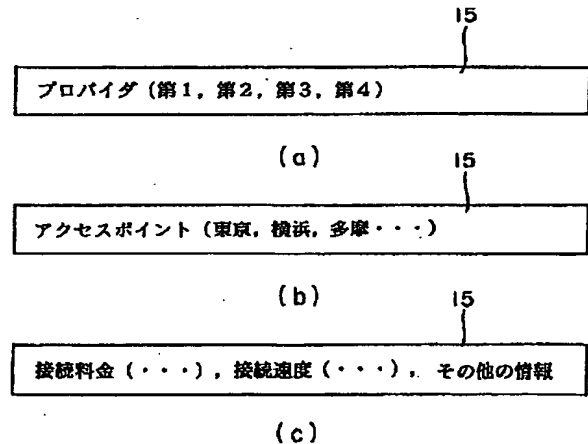 15
プロバイダ (第1, 第2, 第3, 第4)
(a)
15
アクセスポイント (東京, 横浜, 多摩・・・)
(b)
15
接続料金 (・・・), 接続速度 (・・・), その他の情報
(c)